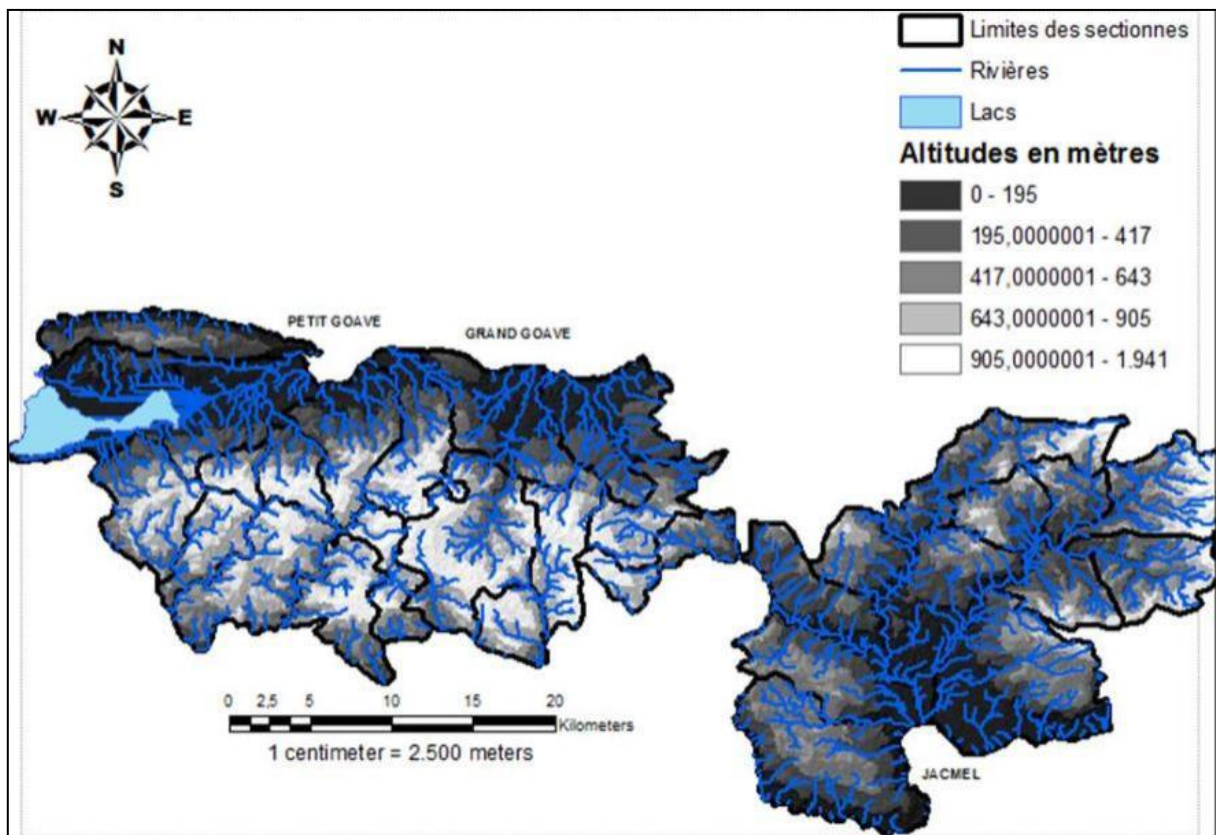 N
W E
S
Limites des sectionnes
Rivières
Lacs
Altitudes en mètres
0 - 195
195,0000001 - 417
417,0000001 - 643
643,0000001 - 905
905,0000001 - 1.941
PETIT GOAVE
GRAND GOAVE
0 2,5 5 10 15 20
Kilometers
1 centimeter = 2.500 meters
JACMEL